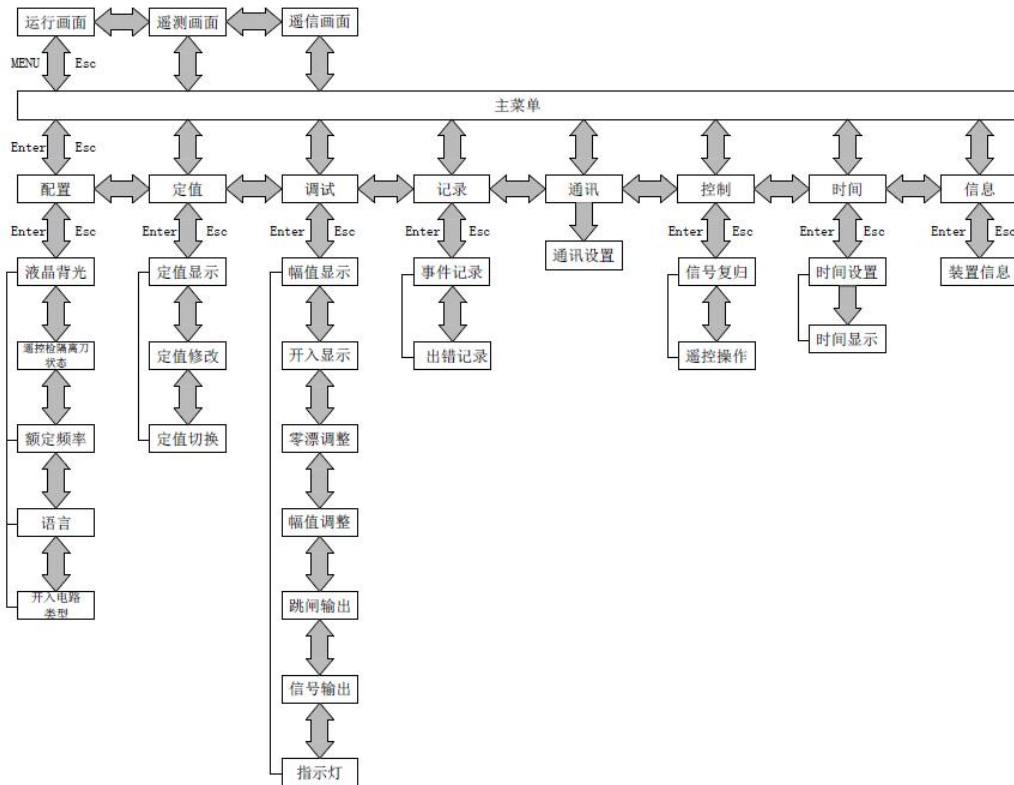 运行画面
遥测画面
遥信画面
MENU
Esc
主菜单
Enter
Esc
配置
定值
调试
记录
通讯
控制
时间
信息
Enter
Esc
Enter
Esc
Enter
Esc
Enter
Esc
Enter
Esc
Enter
Esc
Enter
Esc
液晶背光
定值显示
幅值显示
事件记录
通讯设置
信号复归
时间设置
装置信息
遥控检隔离刀
状态
定值修改
开入显示
出错记录
遥控操作
时间显示
额定频率
定值切换
零漂调整
语言
幅值调整
开入电路
类型
跳闸输出
信号输出
指示灯